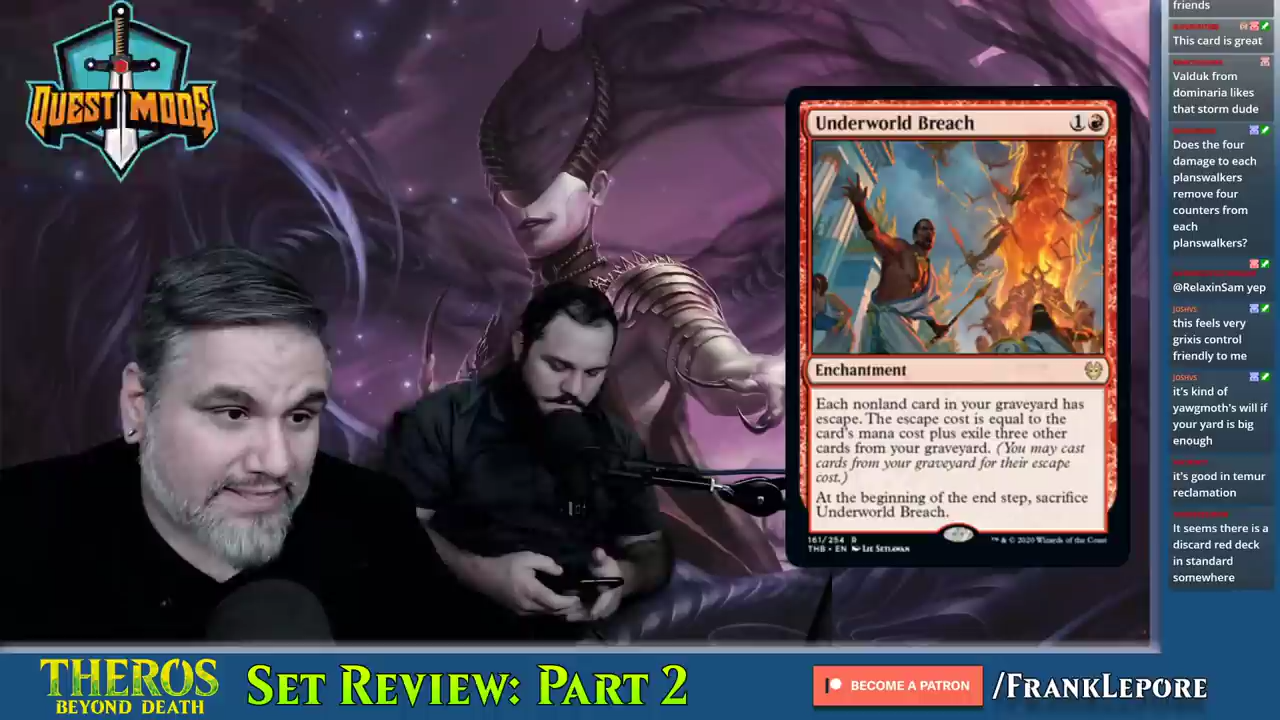 QUEST MODE
Underworld Breach 1
Enchantment
Each nonland card in your graveyard has
escape. The escape cost is equal to the
card's mana cost plus exile three other
cards from your graveyard. (You may cast
cards from your graveyard for their escape
cost.)
At the beginning of the end step, sacrifice
Underworld Breach.
161/254 R
THB • EN Lie Setiawan
™ & © 2020 Wizards of the Coast
friends
This card is great
Valduk from
dominaria likes
that storm dude
Does the four
damage to each
planswalkers
remove four
counters from
each
planswalkers?
@RelaxinSam yep
JOSHVS
this feels very
grixis control
friendly to me
JOSHVS
it's kind of
yawgmoth's will if
your yard is big
enough
it's good in temur
reclamation
It seems there is a
discard red deck
in standard
somewhere
THEROS
BEYOND DEATH
SET REVIEW: PART 2
BECOME A PATRON
/FRANKLEPORE